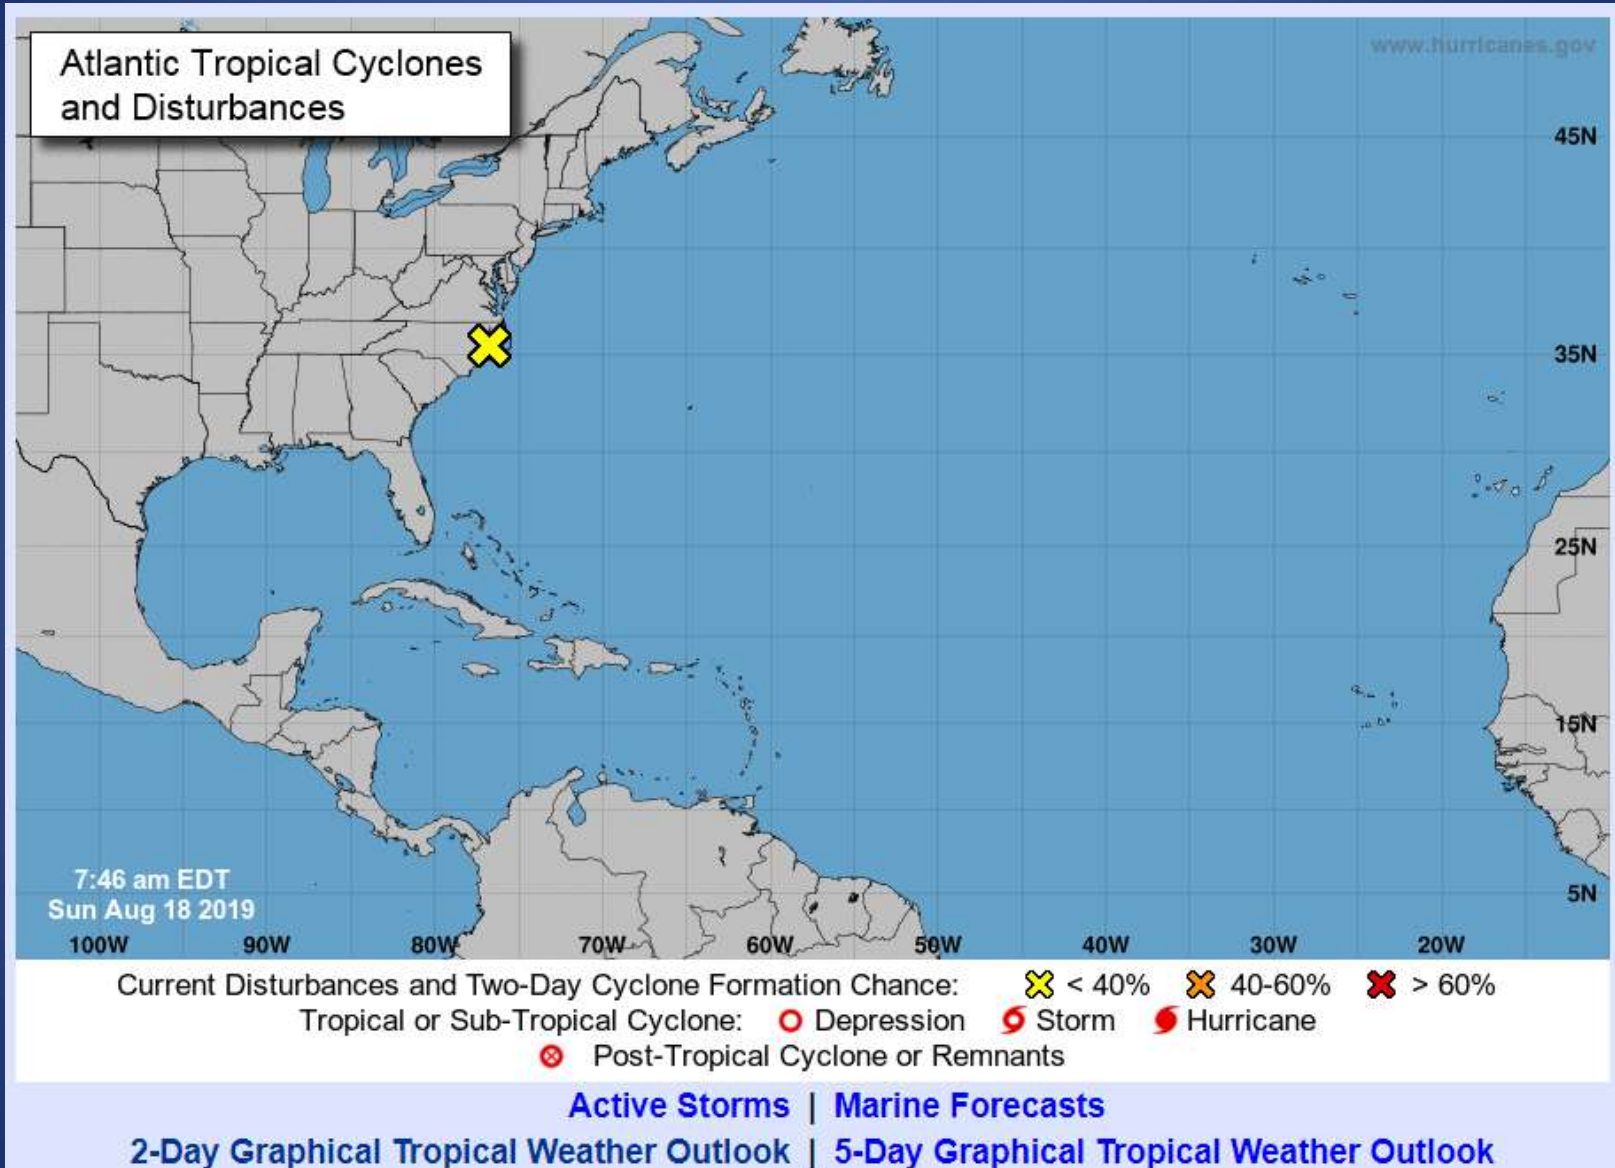 Atlantic Tropical Cyclones
and Disturbances
www.hurricanes.gov
45N
35N
25N
15N
5N
7:46 am EDT
Sun Aug 18 2019
100W 90W 80W 70W 60W 50W 40W 30W 20W
Current Disturbances and Two-Day Cyclone Formation Chance: < 40% 40-60% > 60%
Tropical or Sub-Tropical Cyclone: Depression Storm Hurricane
Post-Tropical Cyclone or Remnants
Active Storms | Marine Forecasts
2-Day Graphical Tropical Weather Outlook | 5-Day Graphical Tropical Weather Outlook